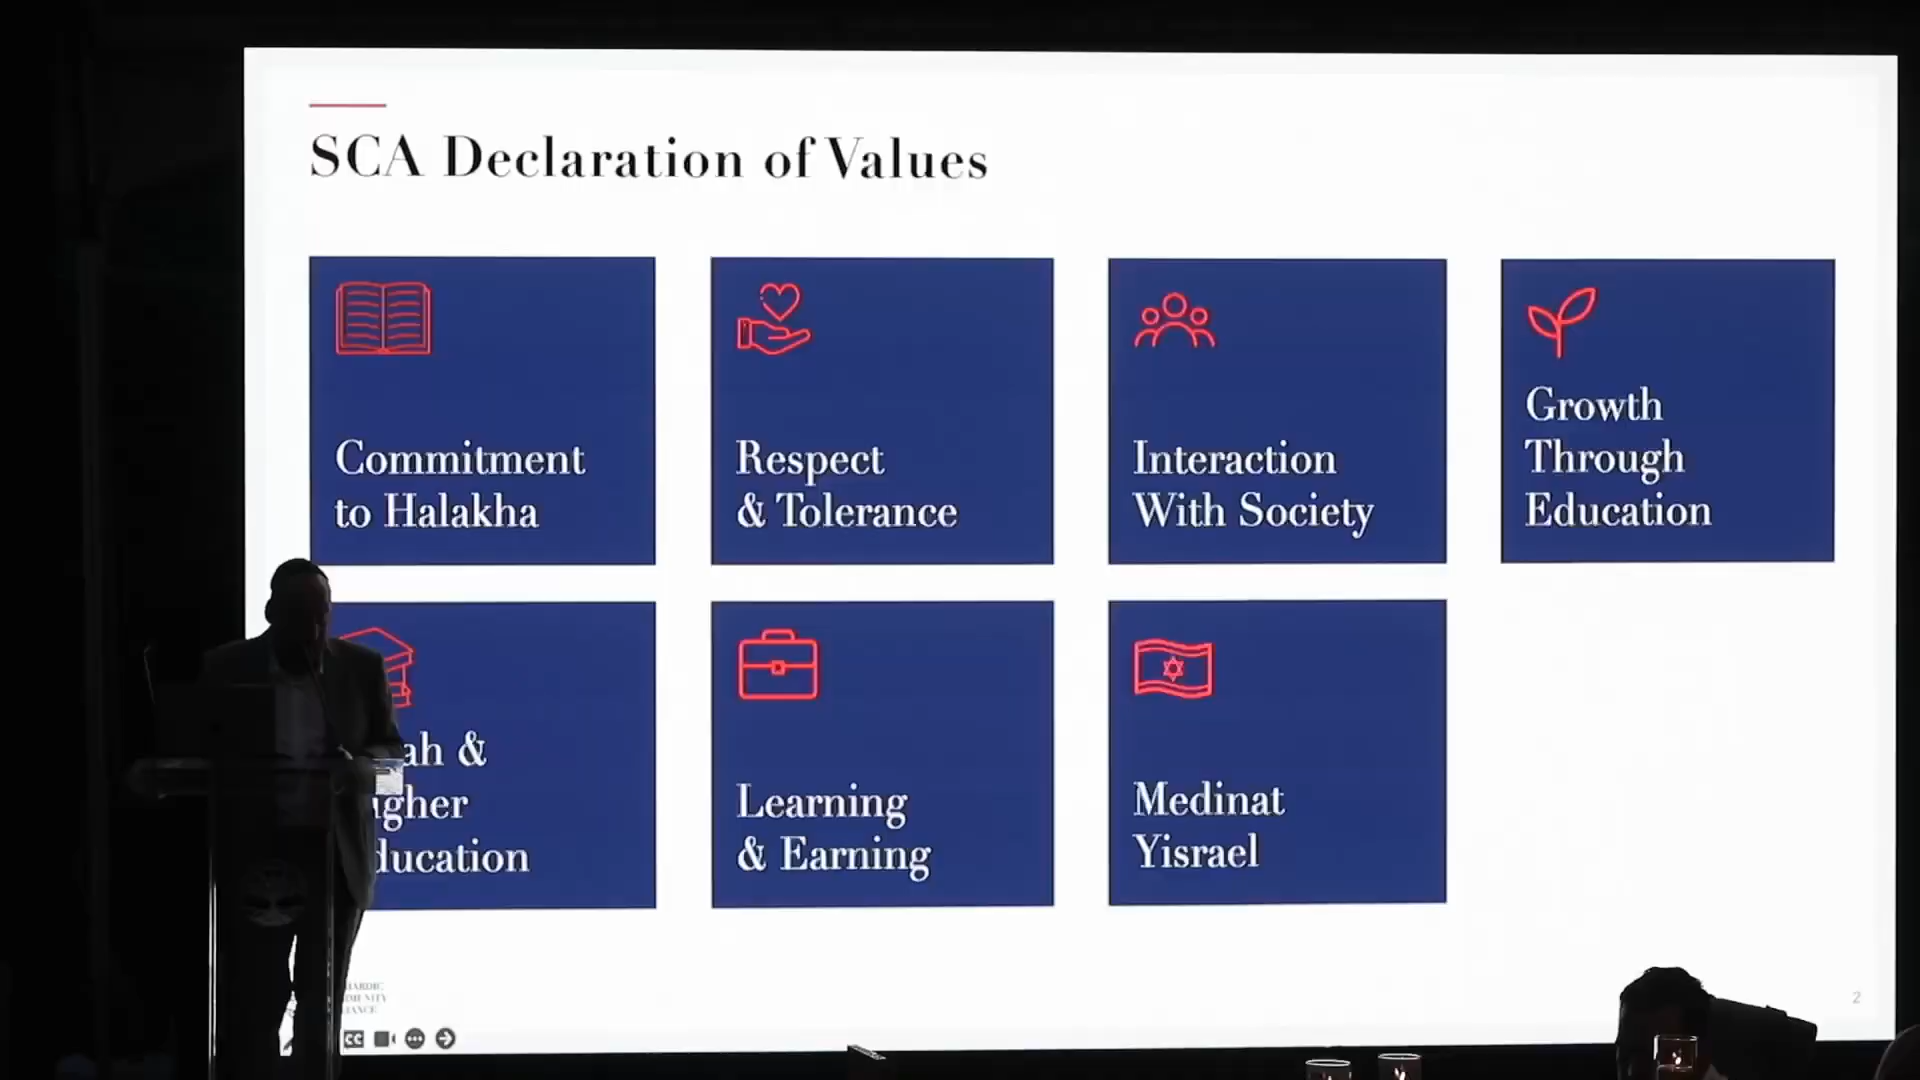 SCA Declaration of Values
Commitment
to Halakha
Respect
& Tolerance
Interaction
With Society
Growth
Through
Education
ah &
gher
ducation
Learning
& Earning
Medinat
Yisrael
2
CC